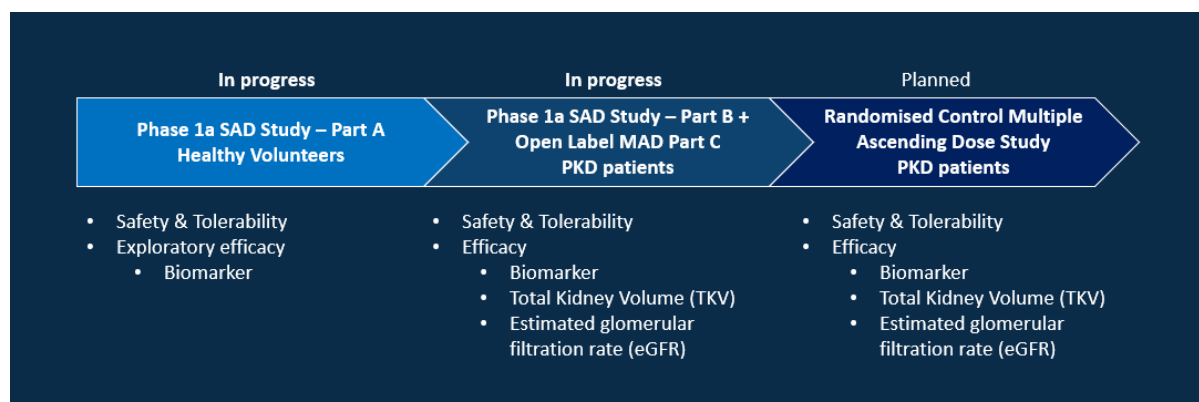 In progress
Phase 1a SAD Study – Part A
Healthy Volunteers
• Safety & Tolerability
• Exploratory efficacy
• Biomarker
In progress
Phase 1a SAD Study – Part B +
Open Label MAD Part C
PKD patients
• Safety & Tolerability
• Efficacy
• Biomarker
• Total Kidney Volume (TKV)
• Estimated glomerular
filtration rate (eGFR)
Planned
Randomised Control Multiple
Ascending Dose Study
PKD patients
• Safety & Tolerability
• Efficacy
• Biomarker
• Total Kidney Volume (TKV)
• Estimated glomerular
filtration rate (eGFR)